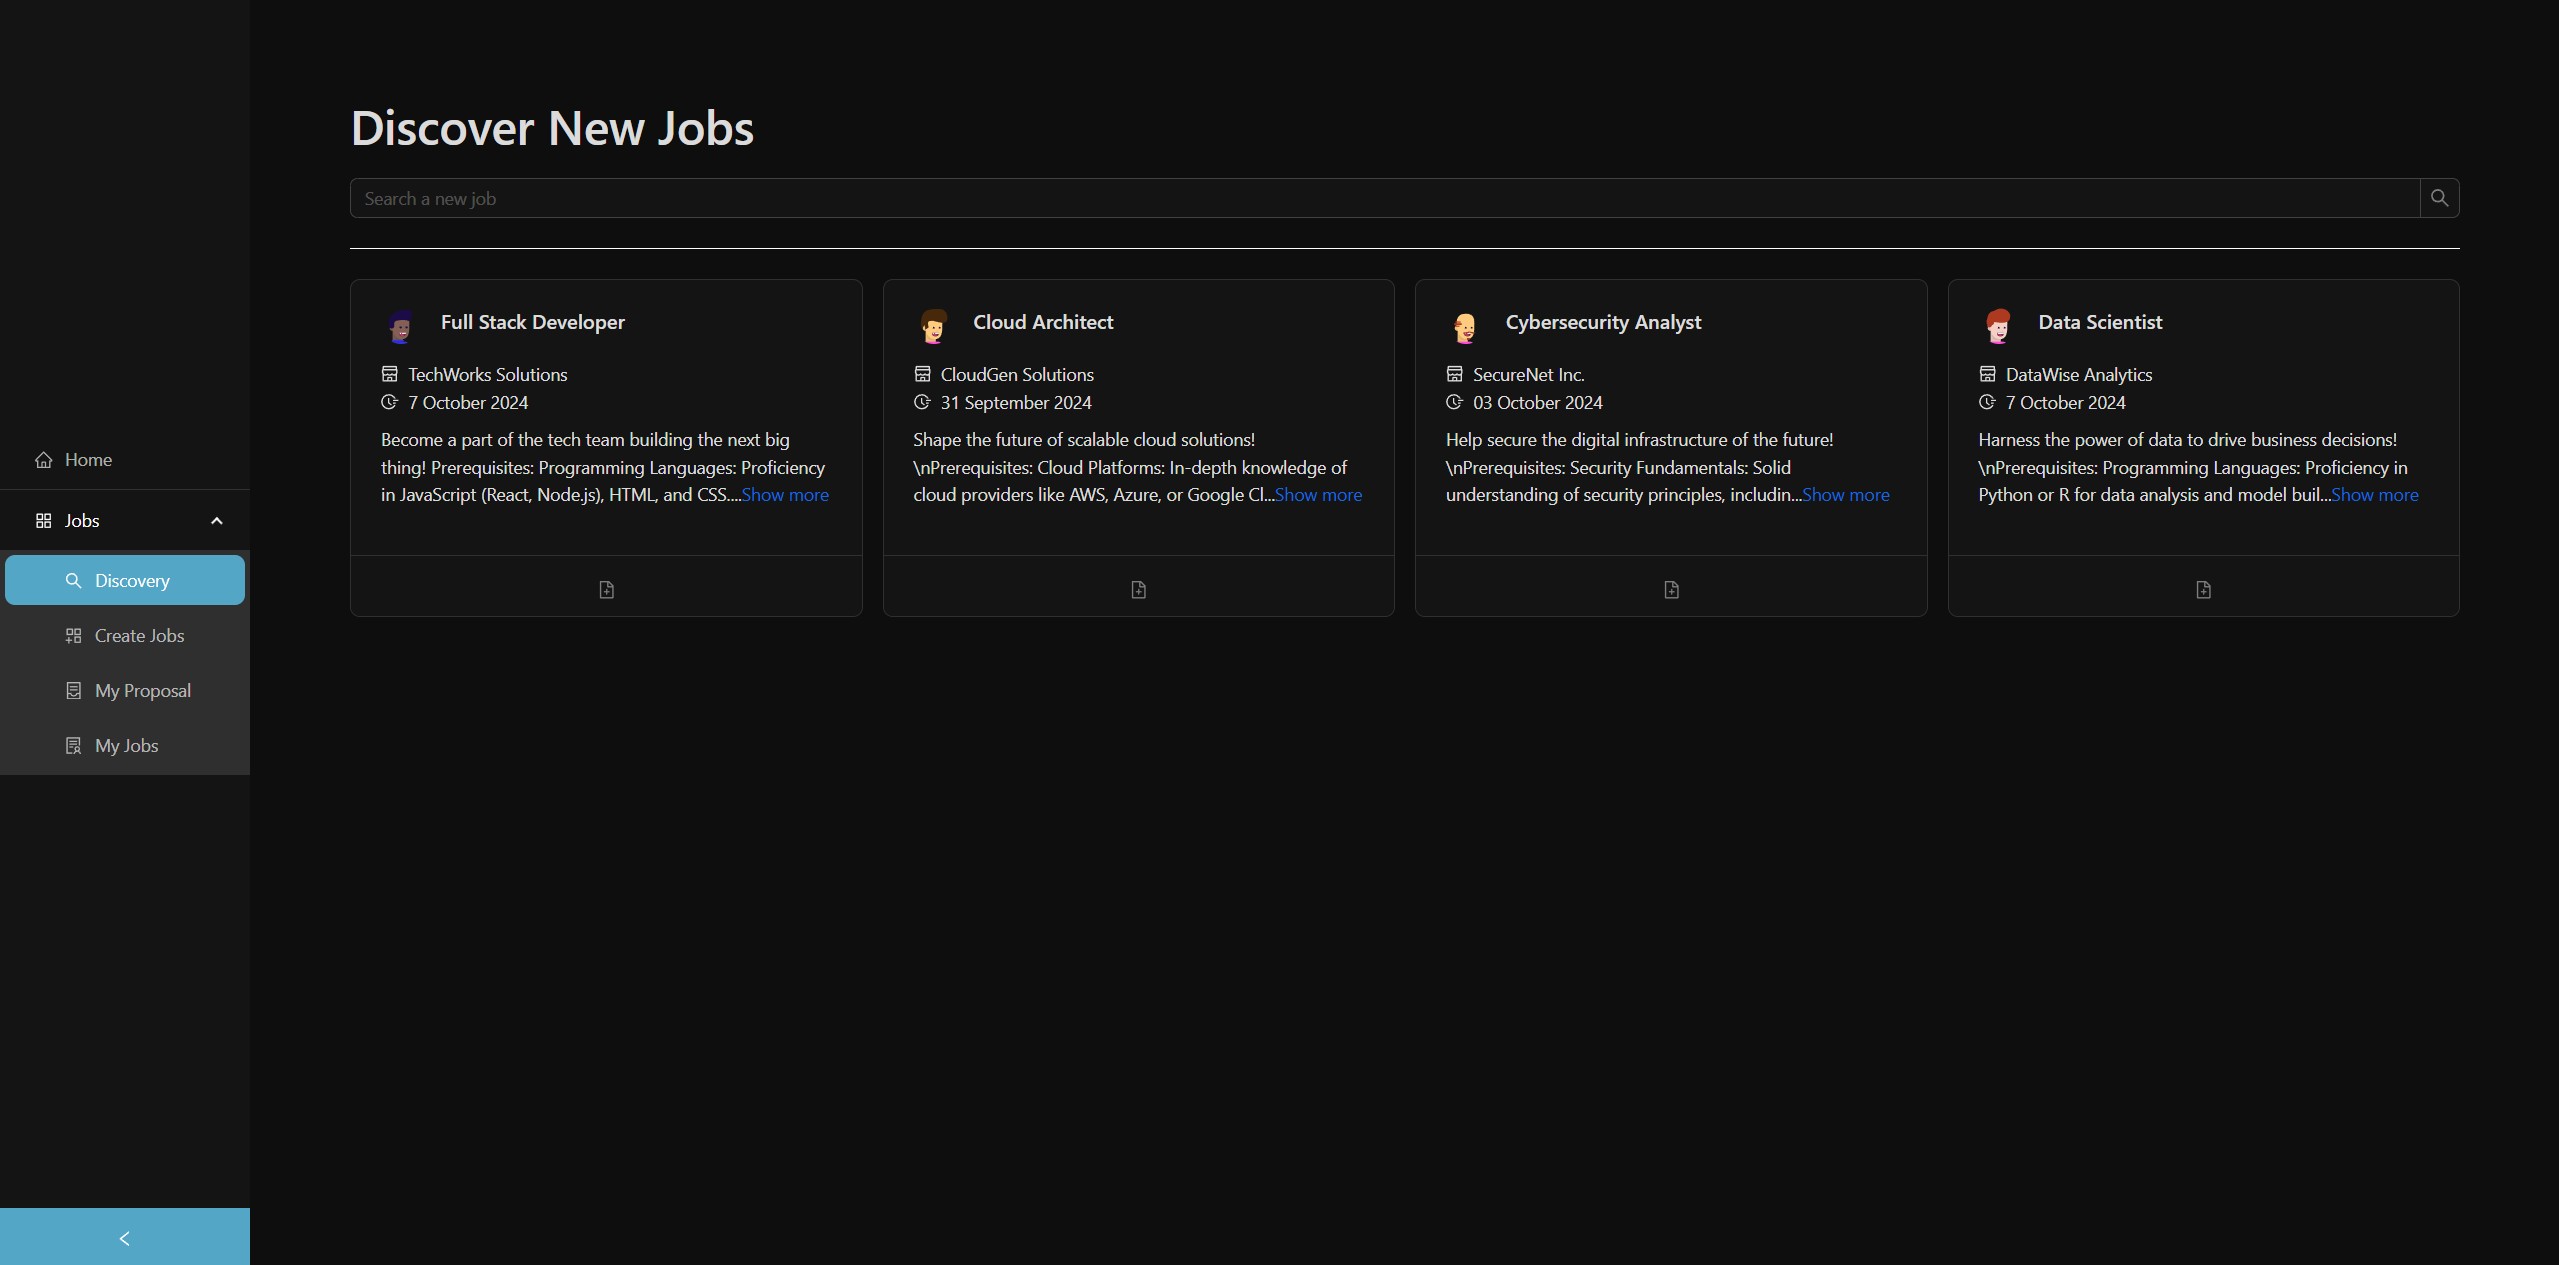 Discover New Jobs
Search a new job
Home
Jobs
Discovery
Create Jobs
My Proposal
My Jobs
Full Stack Developer
TechWorks Solutions
7 October 2024
Become a part of the tech team building the next big
thing! Prerequisites: Programming Languages: Proficiency
in JavaScript (React, Node.js), HTML, and CSS....Show more
Cloud Architect
CloudGen Solutions
31 September 2024
Shape the future of scalable cloud solutions!
\nPrerequisites: Cloud Platforms: In-depth knowledge of
cloud providers like AWS, Azure, or Google Cl...Show more
Cybersecurity Analyst
SecureNet Inc.
03 October 2024
Help secure the digital infrastructure of the future!
\nPrerequisites: Security Fundamentals: Solid
understanding of security principles, includin...Show more
Data Scientist
DataWise Analytics
7 October 2024
Harness the power of data to drive business decisions!
\nPrerequisites: Programming Languages: Proficiency in
Python or R for data analysis and model buil...Show more